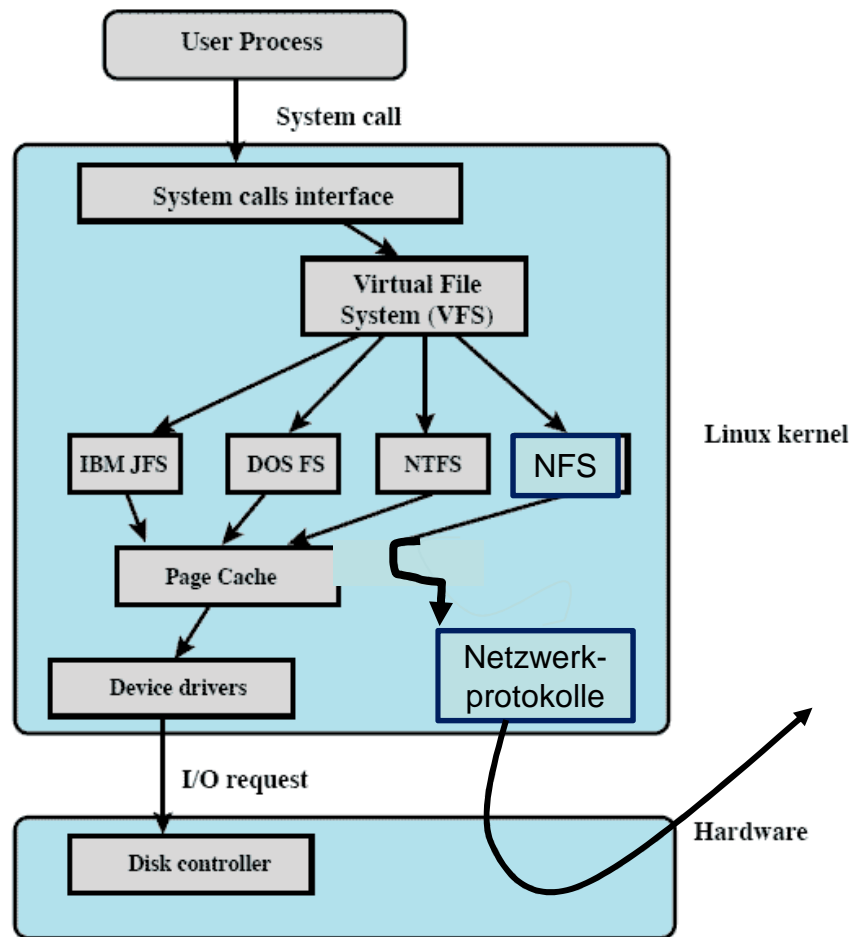 User Process
System call
System calls interface
Virtual File
System (VFS)
IBM JFS
DOS FS
NTFS
NFS
Linux kernel
Page Cache
Netzwerk-
protokolle
Device drivers
I/O request
Hardware
Disk controller